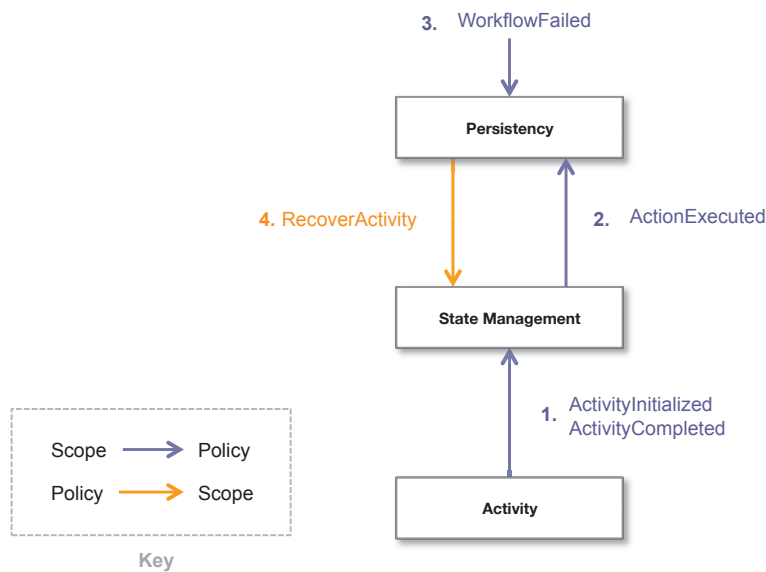 3. WorkflowFailed
Persistency
4. RecoverActivity
2. ActionExecuted
State Management
1. ActivityInitialized
ActivityCompleted
Scope Policy
Policy Scope
Activity
Key